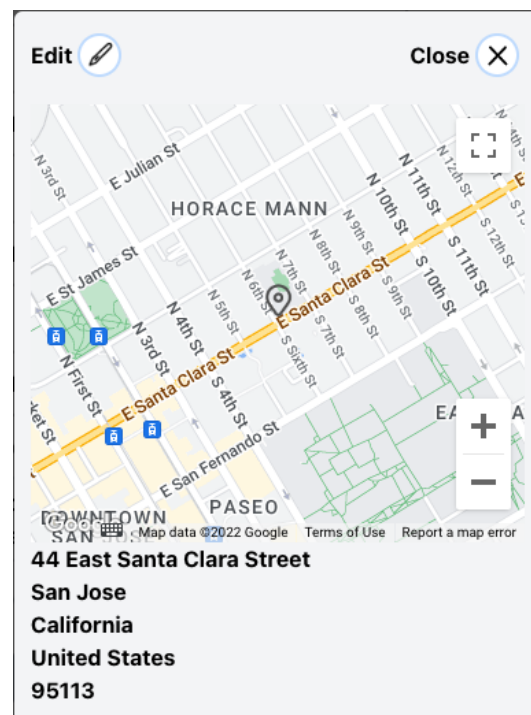 Edit
Close
N 3rd St
E Julian St
HORACE MANN
N 10th St
N 11th St
N 12th St
E St James St
N 9th St
N 8th St
N 7th St
N 6th St
N 5th St
N 4th St
N 3rd St
N First St
E Santa Clara St
S 10th St
S 11th St
S 12th St
S 9th St
S 8th St
S 7th St
S Sixth St
E Santa Clara St
S 4th St
E San Fernando St
PASEO
DOWNTOWN
SAN JOSE
Google
Map data ©2022 Google
Terms of Use
Report a map error
44 East Santa Clara Street
San Jose
California
United States
95113